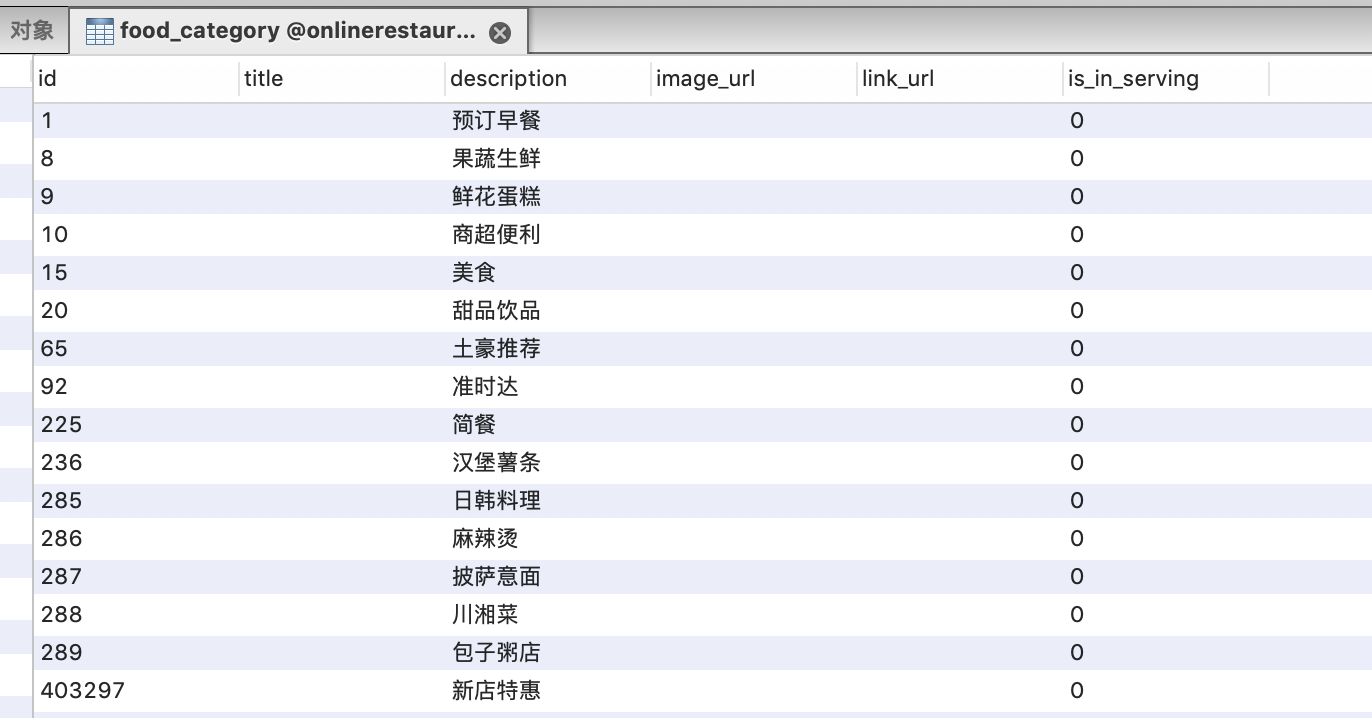 对象 food_category @onlinerestaur...
id title description image_url link_url is_in_serving
1 预订早餐 0
8 果蔬生鲜 0
9 鲜花蛋糕 0
10 商超便利 0
15 美食 0
20 甜品饮品 0
65 土豪推荐 0
92 准时达 0
225 简餐 0
236 汉堡薯条 0
285 日韩料理 0
286 麻辣烫 0
287 披萨意面 0
288 川湘菜 0
289 包子粥店 0
403297 新店特惠 0